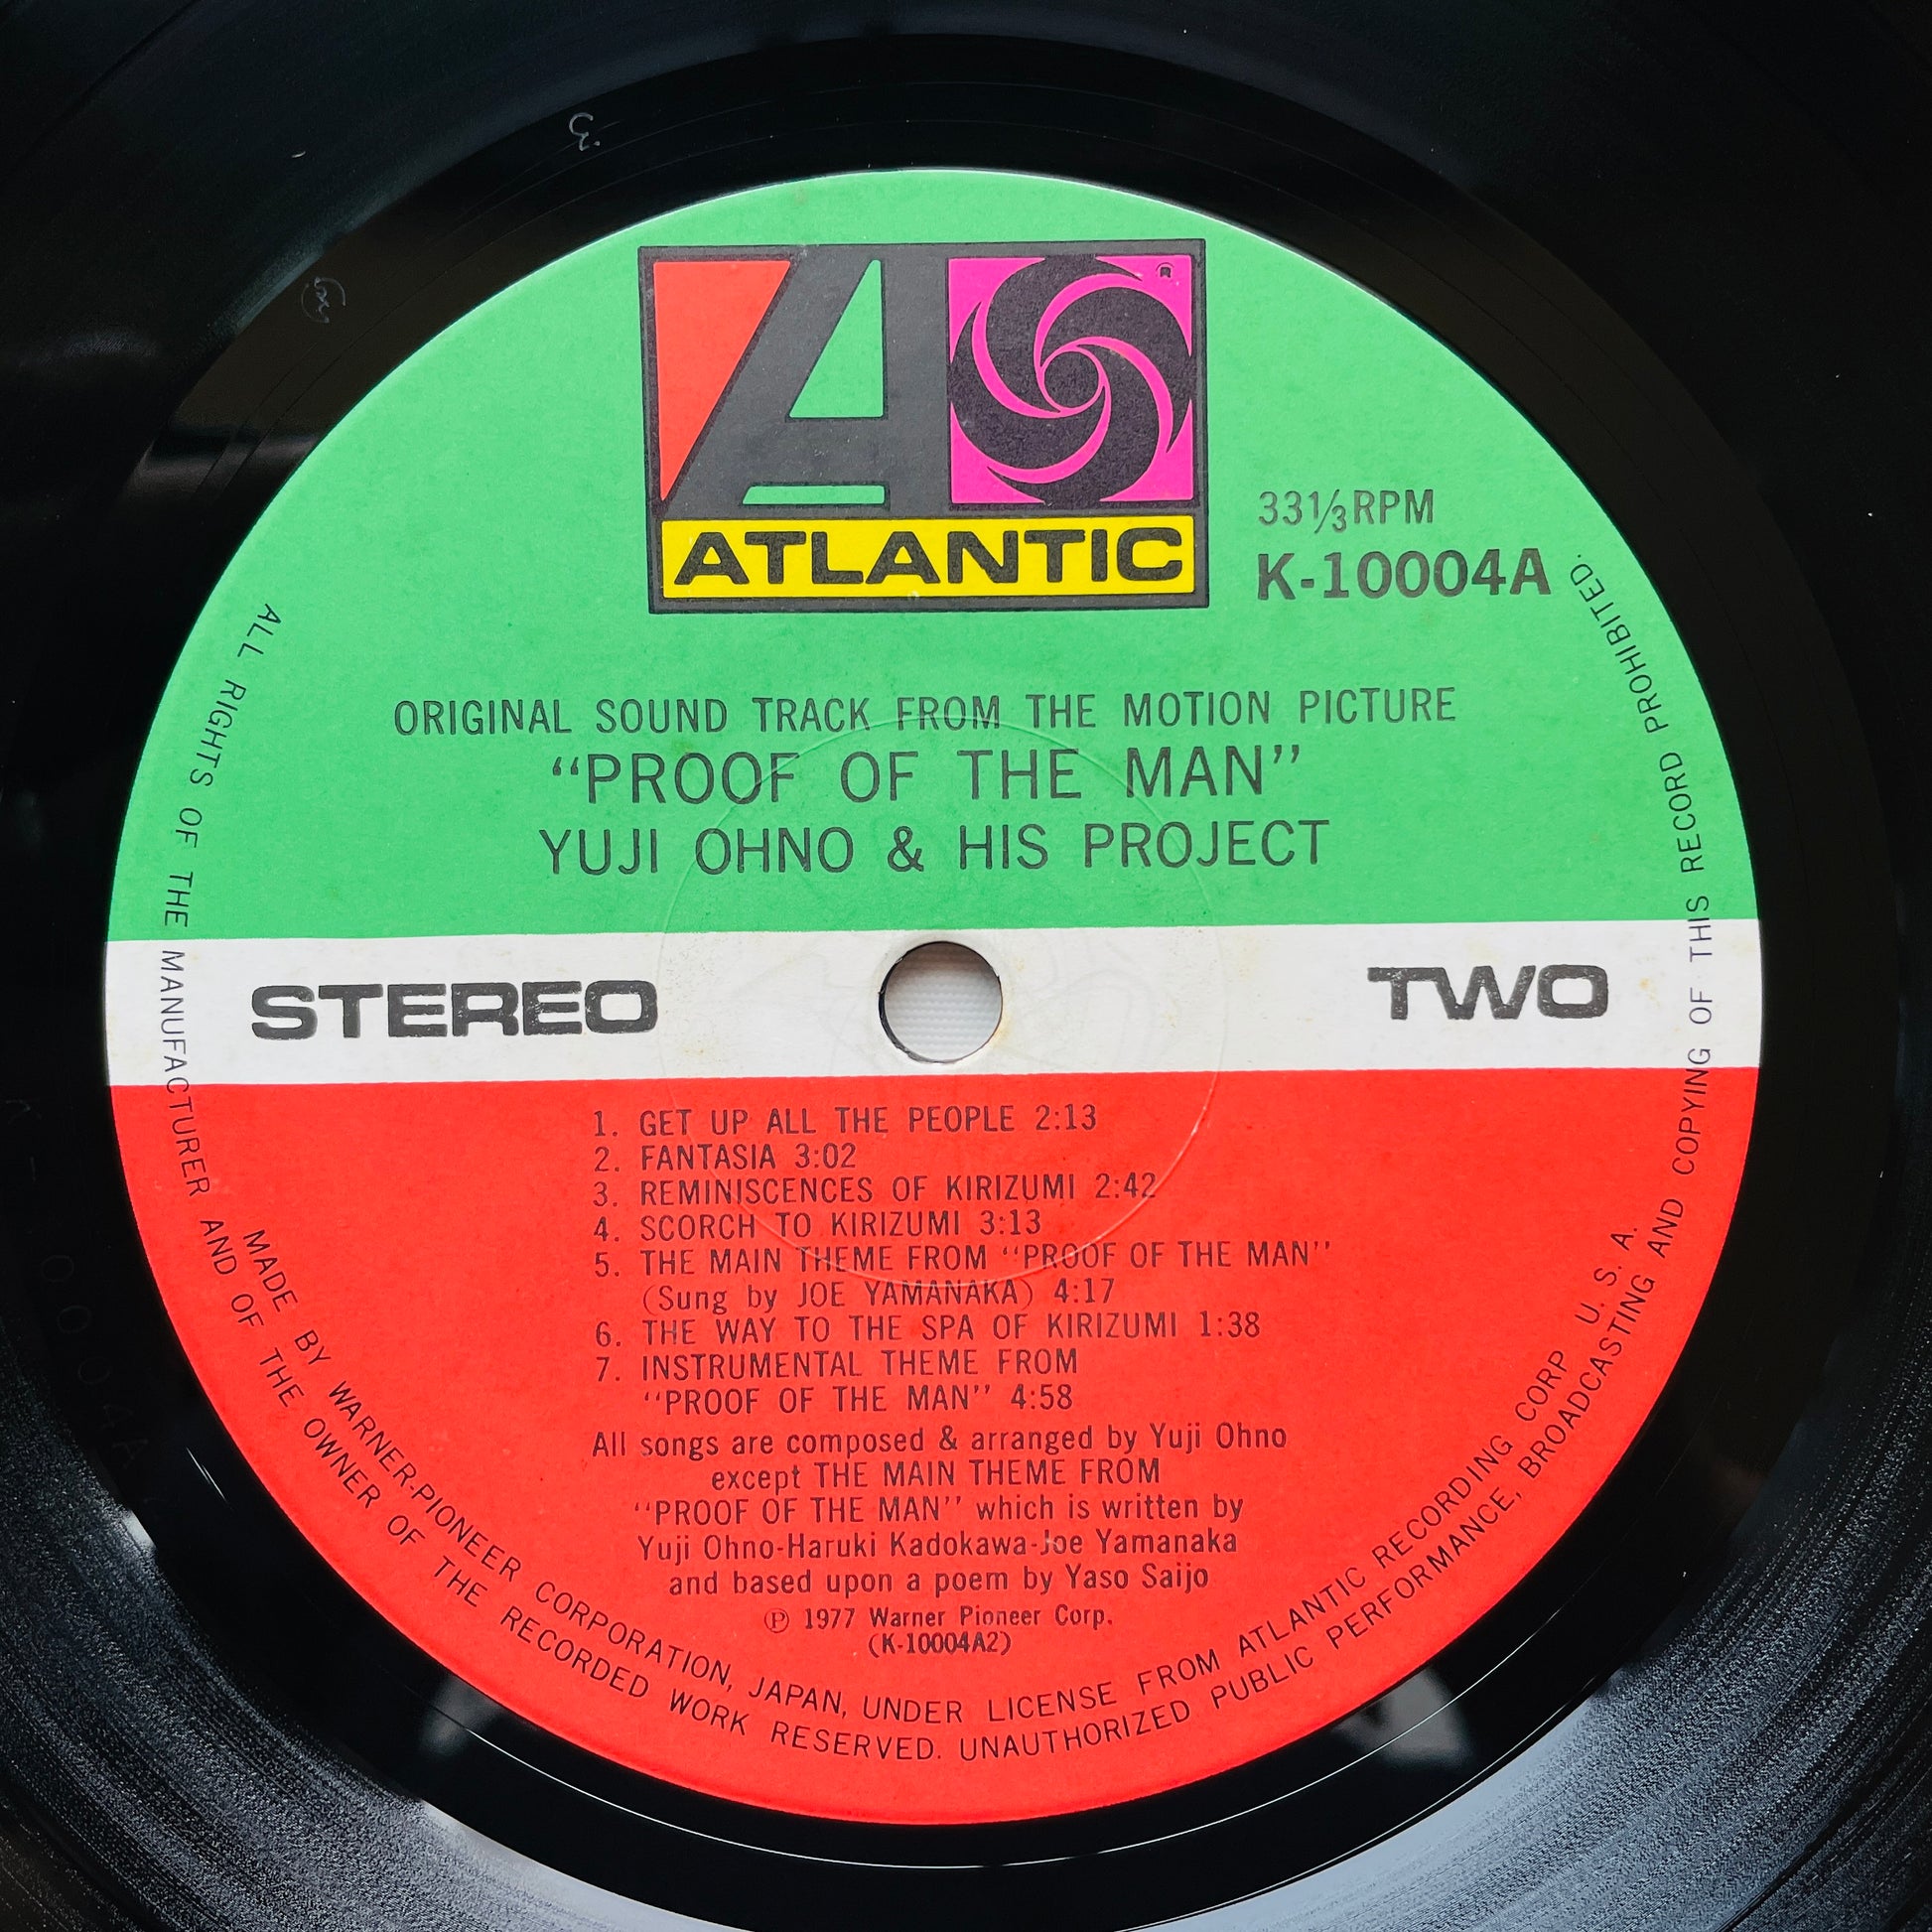 ®
ATLANTIC
33⅓RPM
K-10004A
ORIGINAL SOUND TRACK FROM THE MOTION PICTURE
“PROOF OF THE MAN”
YUJI OHNO & HIS PROJECT
STEREO
TWO
1. GET UP ALL THE PEOPLE 2:13
2. FANTASIA 3:02
3. REMINISCENCES OF KIRIZUMI 2:42
4. SCORCH TO KIRIZUMI 3:13
5. THE MAIN THEME FROM “PROOF OF THE MAN”
(Sung by JOE YAMANAKA) 4:17
6. THE WAY TO THE SPA OF KIRIZUMI 1:38
7. INSTRUMENTAL THEME FROM
“PROOF OF THE MAN” 4:58
All songs are composed & arranged by Yuji Ohno
except THE MAIN THEME FROM
“PROOF OF THE MAN” which is written by
Yuji Ohno-Haruki Kadokawa-Joe Yamanaka
and based upon a poem by Yaso Saijo
℗ 1977 Warner Pioneer Corp.
(K-10004A2)
MADE BY WARNER-PIONEER CORPORATION, JAPAN, UNDER LICENSE FROM ATLANTIC RECORDING CORP U. S. A.
ALL RIGHTS OF THE MANUFACTURER AND OF THE OWNER OF THE RECORDED WORK RESERVED. UNAUTHORIZED PUBLIC PERFORMANCE, BROADCASTING AND COPYING OF THIS RECORD PROHIBITED.